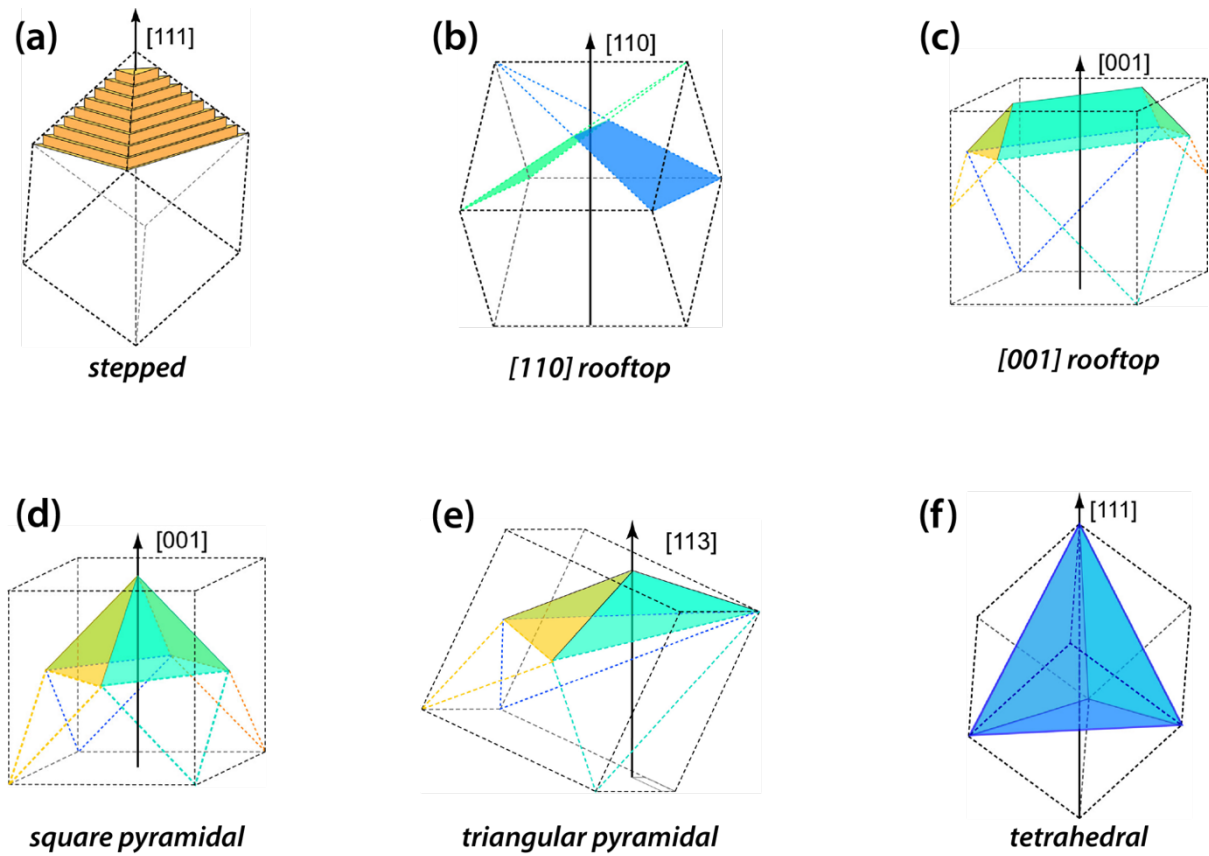 (a)
[111]
stepped
(b)
[110]
[110] rooftop
(c)
[001]
[001] rooftop
(d)
[001]
square pyramidal
(e)
[113]
triangular pyramidal
(f)
[111]
tetrahedral